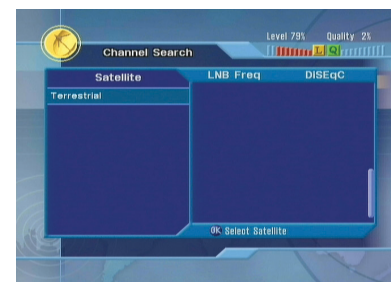 Level 79% Quality 2%
Channel Search
L Q
Satellite LNB Freq DiSEqC
Terrestrial
OK Select Satellite